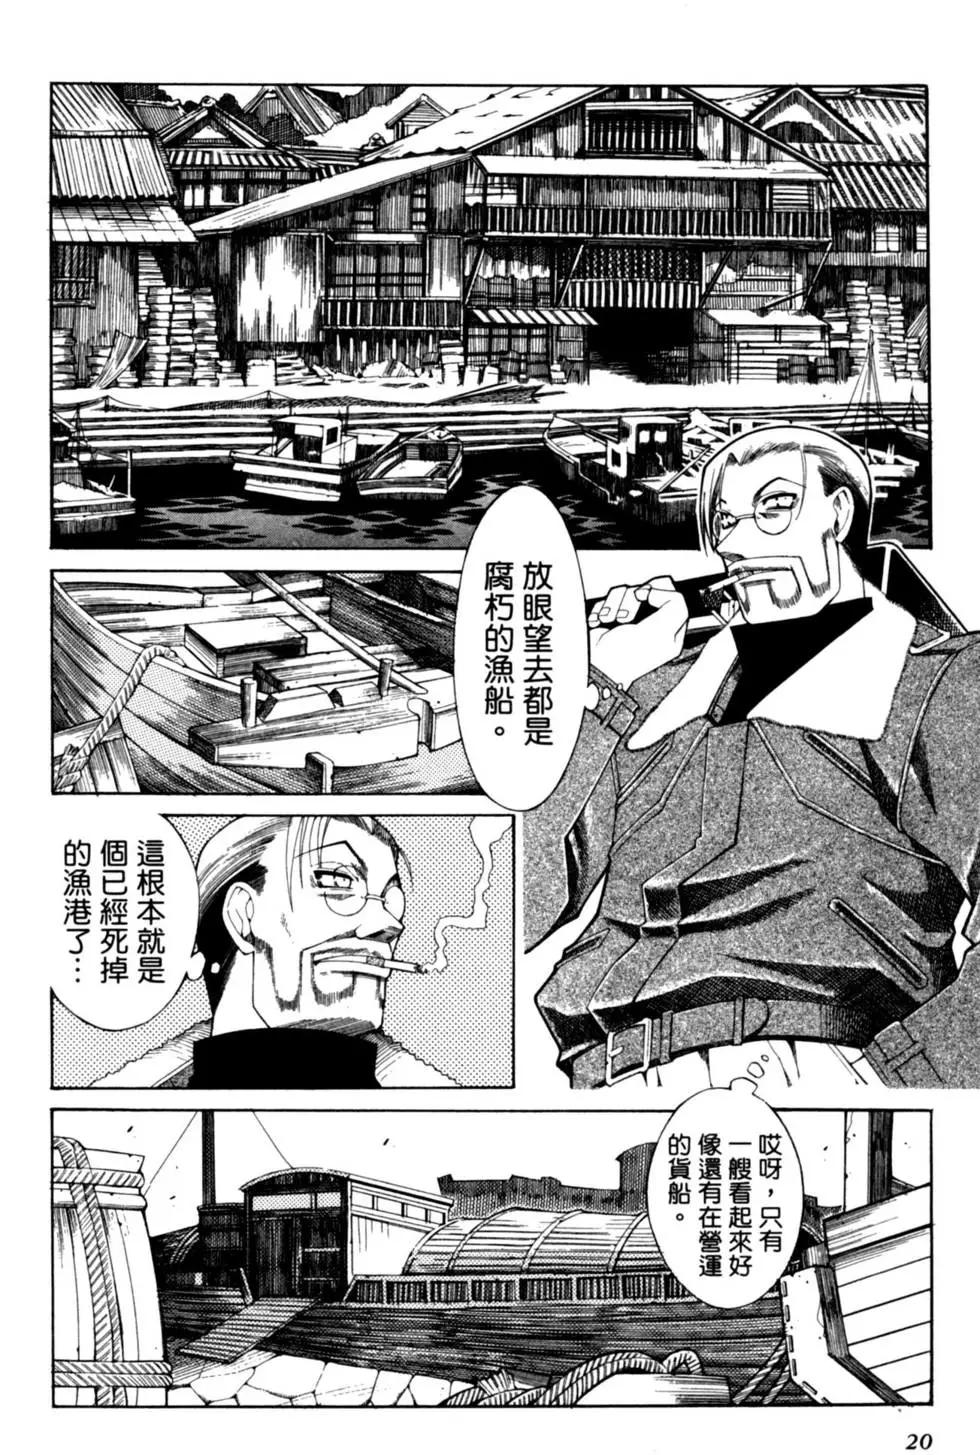 放眼望去都是
腐朽的漁船。
這根本就是
個已經死掉
的漁港了…
哎呀，只有
一艘看起來好
像還有在營運
的貨船。
20